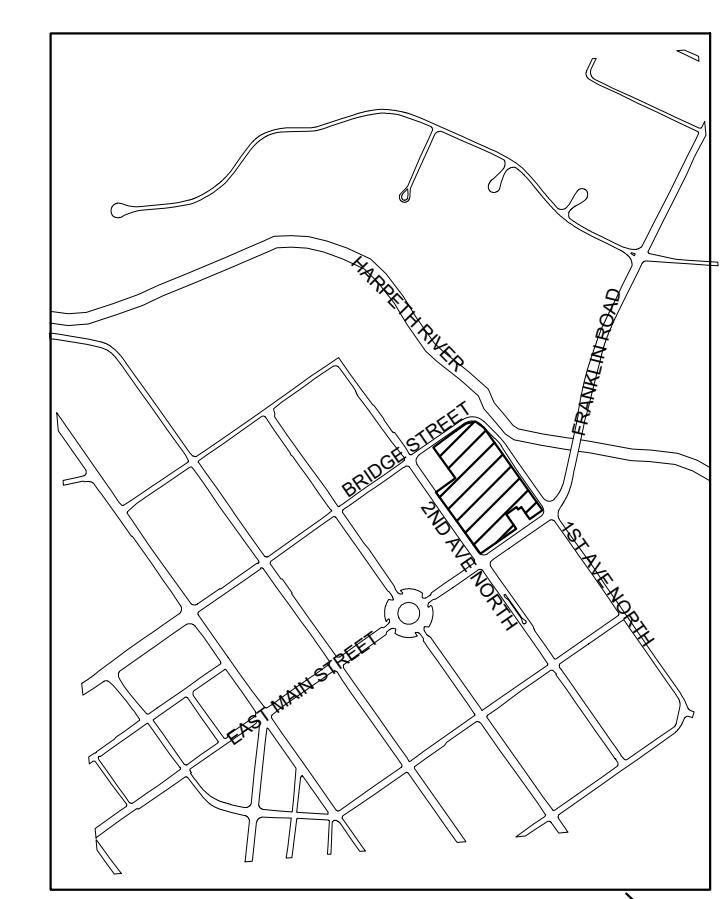 HARPETH RIVER
FRANKLIN ROAD
BRIDGE STREET
2ND AVE NORTH
1ST AVE NORTH
EAST MAIN STREET